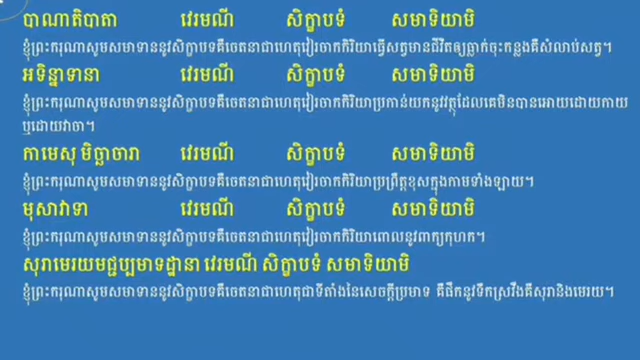 បាណាតិបាតា វេរមណី សិក្ខាបទំ សមាទិយាមិ
ខ្ញុំព្រះករុណាសូមសមាទាននូវសិក្ខាបទគឺចេតនាជាហេតុវៀរចាកកិរិយាធ្វើសត្វមានជីវិតឲ្យធ្លាក់ចុះកន្លងគឺសំលាប់សត្វ។
អទិន្នាទានា វេរមណី សិក្ខាបទំ សមាទិយាមិ
ខ្ញុំព្រះករុណាសូមសមាទាននូវសិក្ខាបទគឺចេតនាជាហេតុវៀរចាកកិរិយាប្រកាន់យកនូវវត្ថុដែលគេមិនបានអោយដោយកាយ
ឬដោយវាចា។
កាមេសុ មិច្ឆាចារា វេរមណី សិក្ខាបទំ សមាទិយាមិ
ខ្ញុំព្រះករុណាសូមសមាទាននូវសិក្ខាបទគឺចេតនាជាហេតុវៀរចាកកិរិយាប្រព្រឹត្តខុសក្នុងកាមទាំងឡាយ។
មុសាវាទា វេរមណី សិក្ខាបទំ សមាទិយាមិ
ខ្ញុំព្រះករុណាសូមសមាទាននូវសិក្ខាបទគឺចេតនាជាហេតុវៀរចាកកិរិយាពោលនូវពាក្យកុហក។
សុរាមេរយមជ្ជប្បមាទដ្ឋានា វេរមណី សិក្ខាបទំ សមាទិយាមិ
ខ្ញុំព្រះករុណាសូមសមាទាននូវសិក្ខាបទគឺចេតនាជាហេតុជាទីតាំងនៃសេចក្តីប្រមាទ គឺផឹកនូវទឹកស្រវឹងគឺសុរានិងមេរយ។